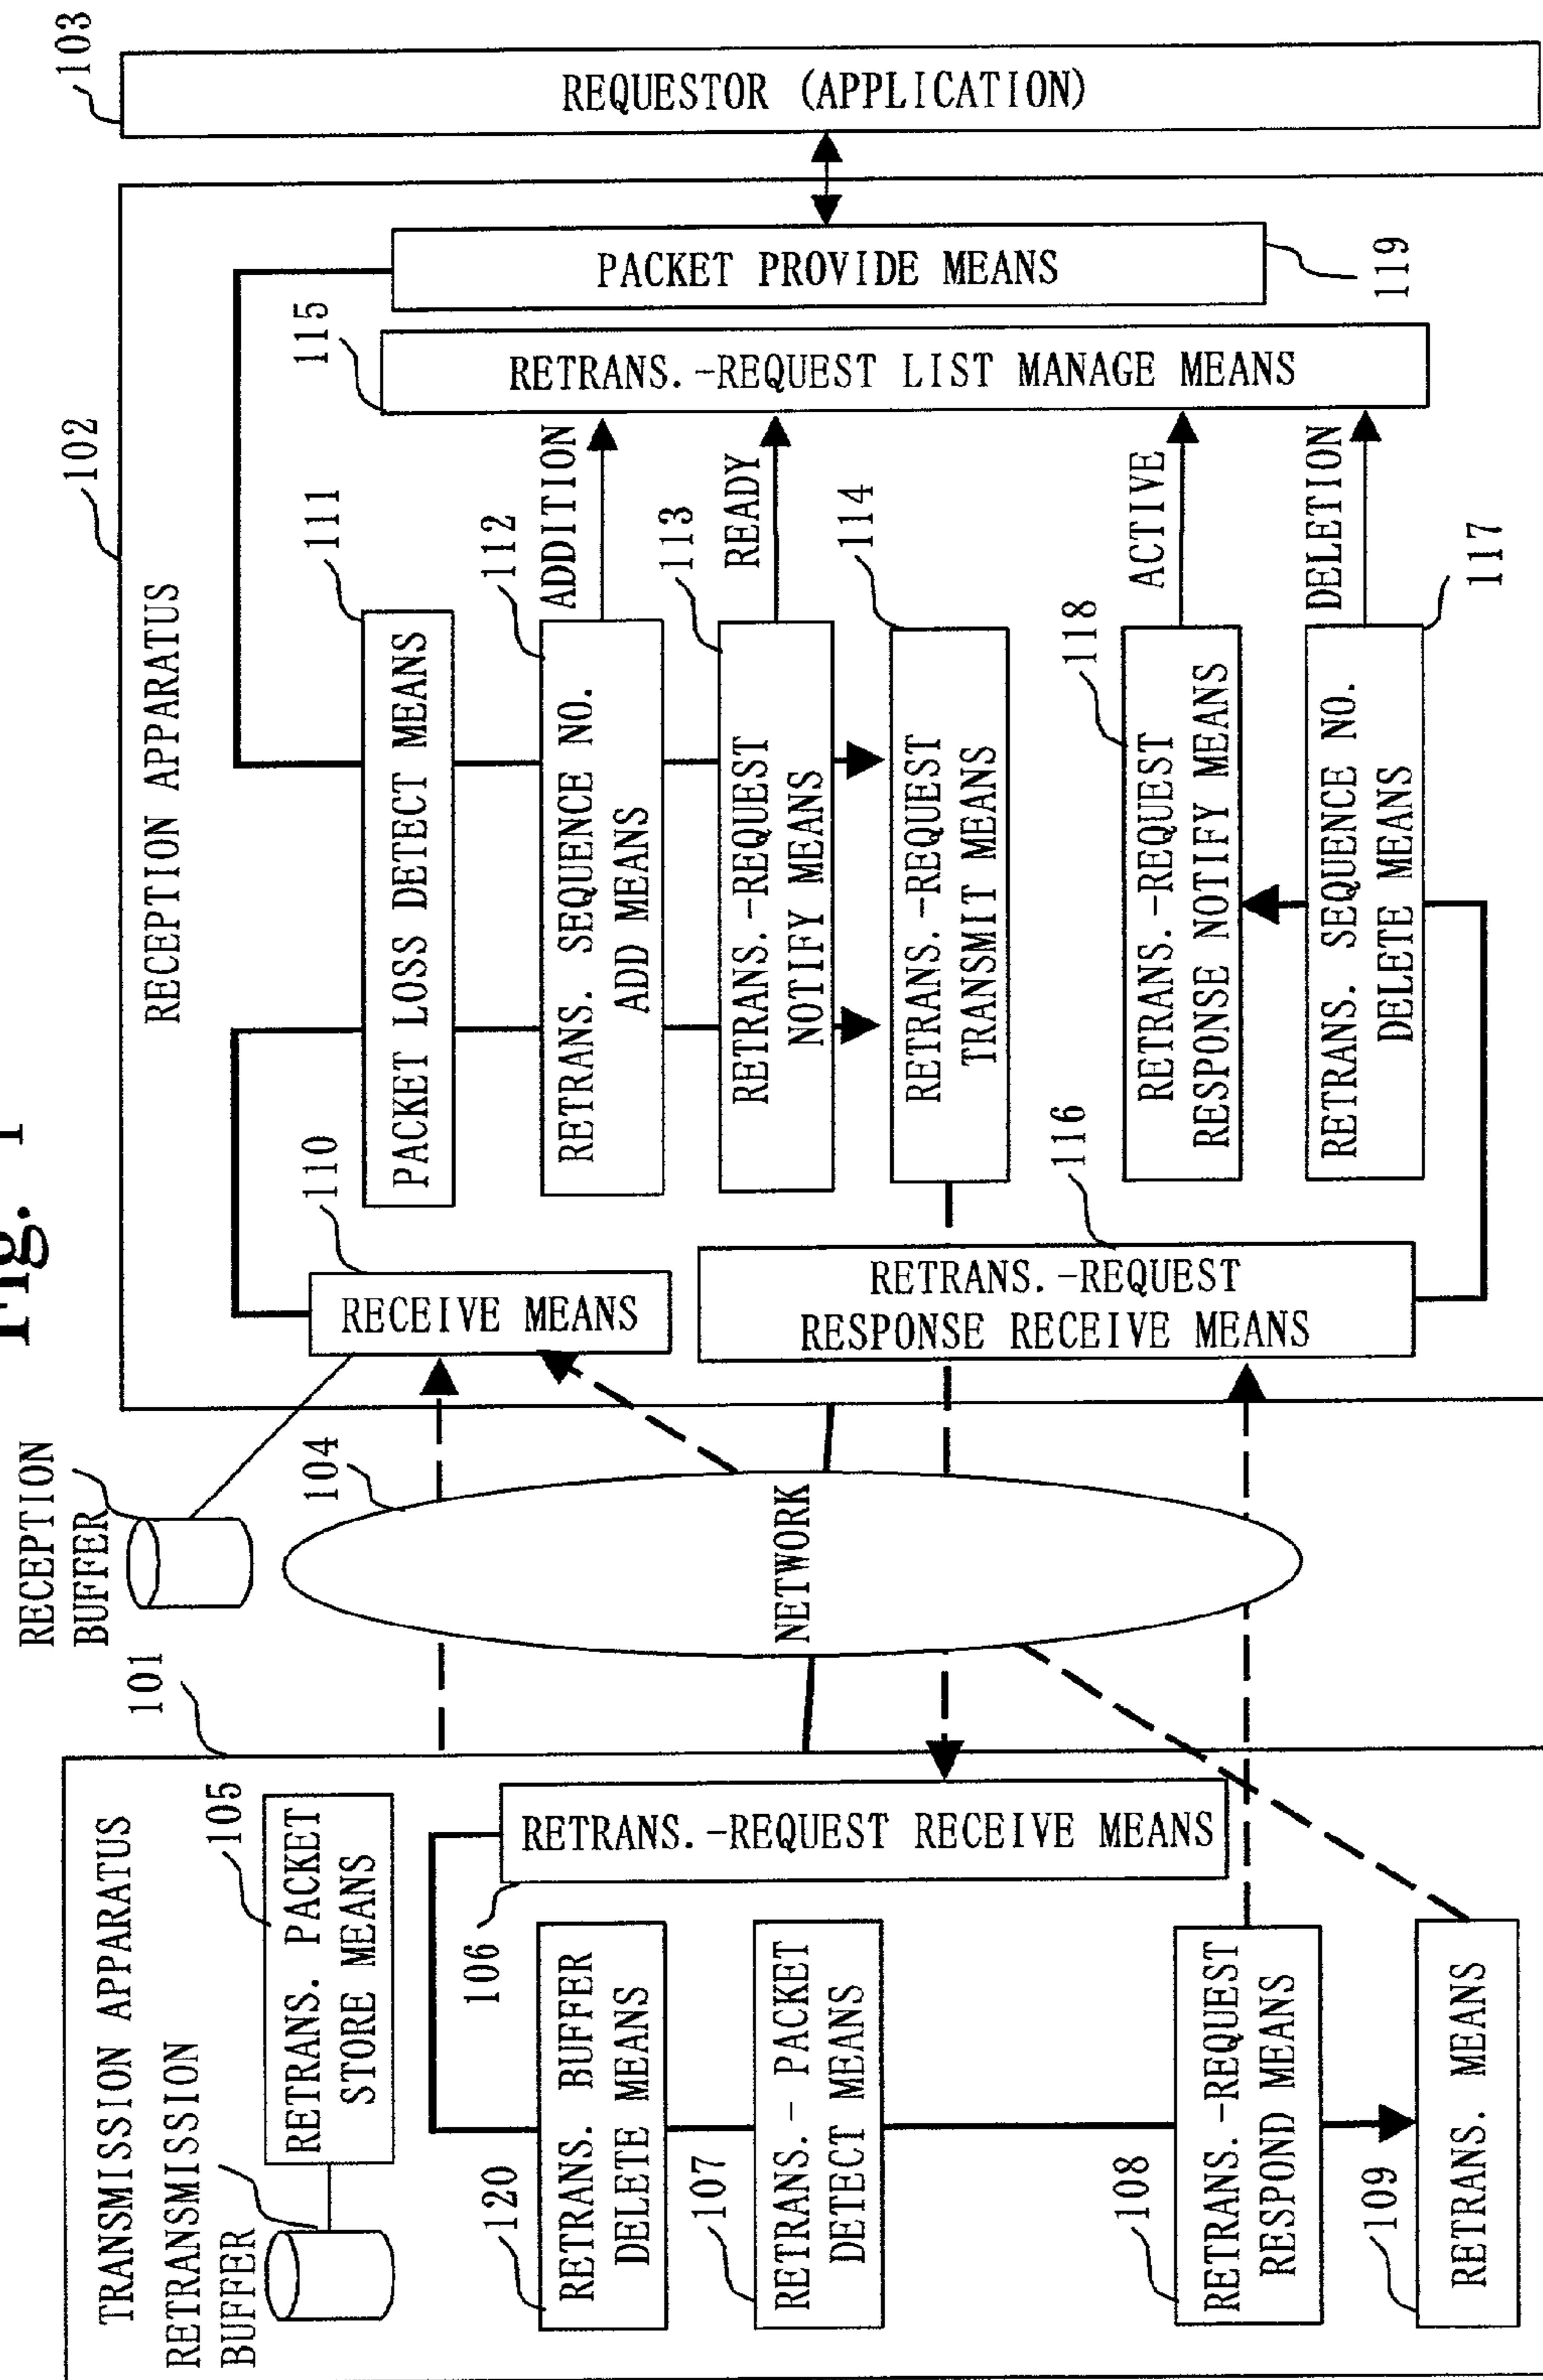 Fig. 1
TRANSMISSION APPARATUS
101
RETRANSMISSION
BUFFER
RETRANS. PACKET
STORE MEANS
105
RETRANS.-REQUEST RECEIVE MEANS
106
RETRANS. BUFFER
DELETE MEANS
120
RETRANS.- PACKET
DETECT MEANS
107
RETRANS.-REQUEST
RESPOND MEANS
108
RETRANS. MEANS
109
RECEPTION
BUFFER
NETWORK
104
RECEPTION APPARATUS
102
RECEIVE MEANS
110
PACKET LOSS DETECT MEANS
111
RETRANS. SEQUENCE NO.
ADD MEANS
112
ADDITION
RETRANS.-REQUEST
NOTIFY MEANS
113
READY
RETRANS.-REQUEST
TRANSMIT MEANS
114
RETRANS.-REQUEST
RESPONSE RECEIVE MEANS
116
RETRANS.-REQUEST
RESPONSE NOTIFY MEANS
118
ACTIVE
RETRANS. SEQUENCE NO.
DELETE MEANS
117
DELETION
RETRANS.-REQUEST LIST MANAGE MEANS
115
PACKET PROVIDE MEANS
119
REQUESTOR (APPLICATION)
103